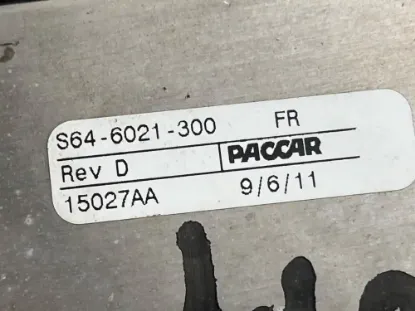 S64-6021-300 FR
Rev D PACCAR
15027AA 9/6/11